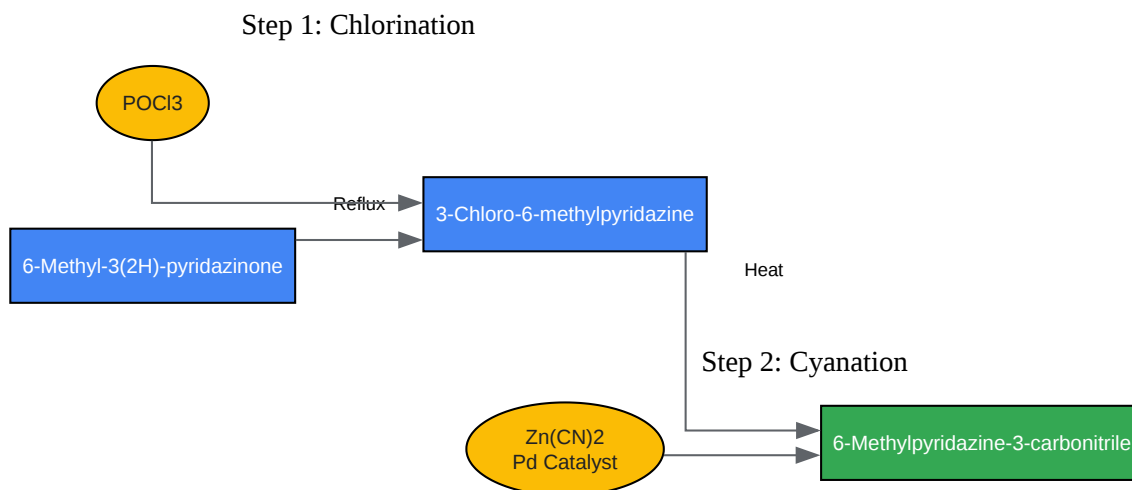 Step 1: Chlorination
POCl3
Reflux
3-Chloro-6-methylpyridazine
6-Methyl-3(2H)-pyridazinone
Heat
Step 2: Cyanation
Zn(CN)2
Pd Catalyst
6-Methylpyridazine-3-carbonitrile